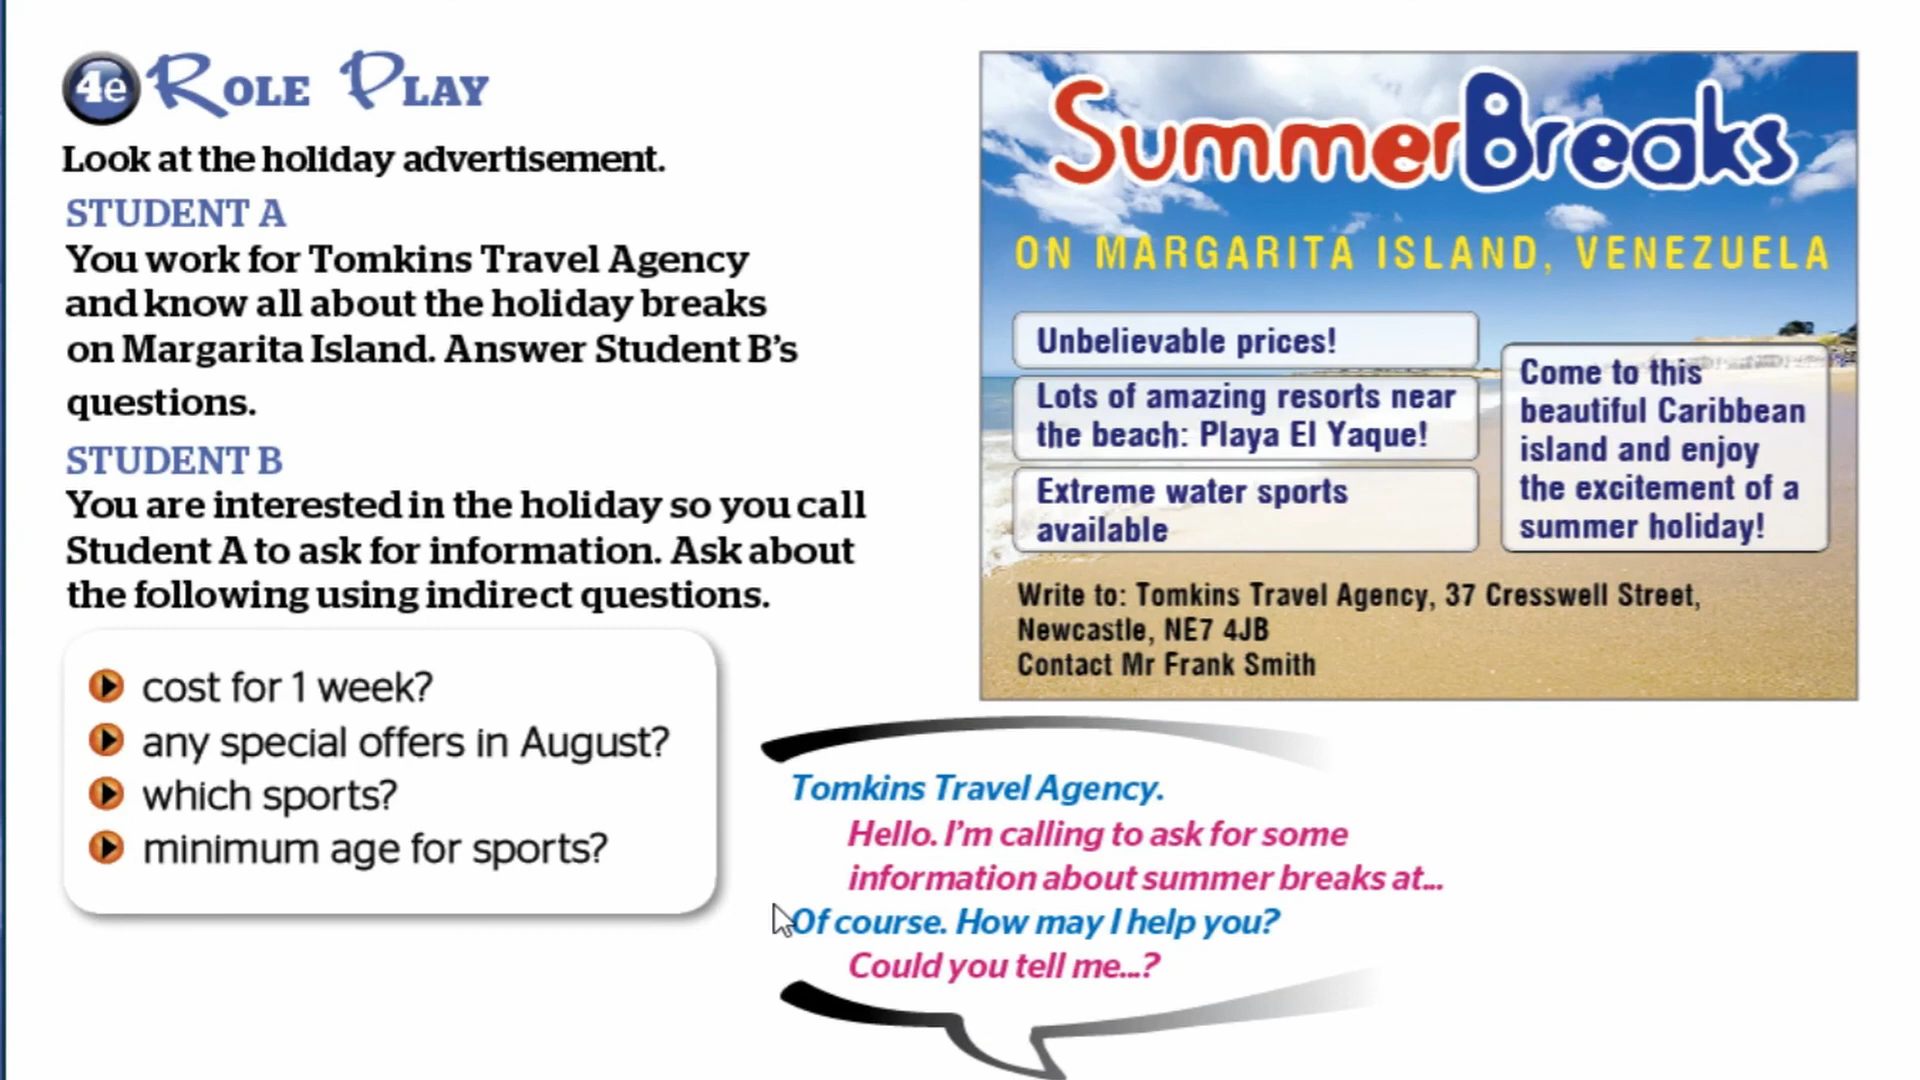 4e ROLE PLAY
Look at the holiday advertisement.
STUDENT A
You work for Tomkins Travel Agency
and know all about the holiday breaks
on Margarita Island. Answer Student B's
questions.
STUDENT B
You are interested in the holiday so you call
Student A to ask for information. Ask about
the following using indirect questions.
cost for 1 week?
any special offers in August?
which sports?
minimum age for sports?
SummerBreaks
ON MARGARITA ISLAND, VENEZUELA
Unbelievable prices!
Lots of amazing resorts near
the beach: Playa El Yaque!
Extreme water sports
available
Come to this
beautiful Caribbean
island and enjoy
the excitement of a
summer holiday!
Write to: Tomkins Travel Agency, 37 Cresswell Street,
Newcastle, NE7 4JB
Contact Mr Frank Smith
Tomkins Travel Agency.
Hello. I'm calling to ask for some
information about summer breaks at...
Of course. How may I help you?
Could you tell me...?